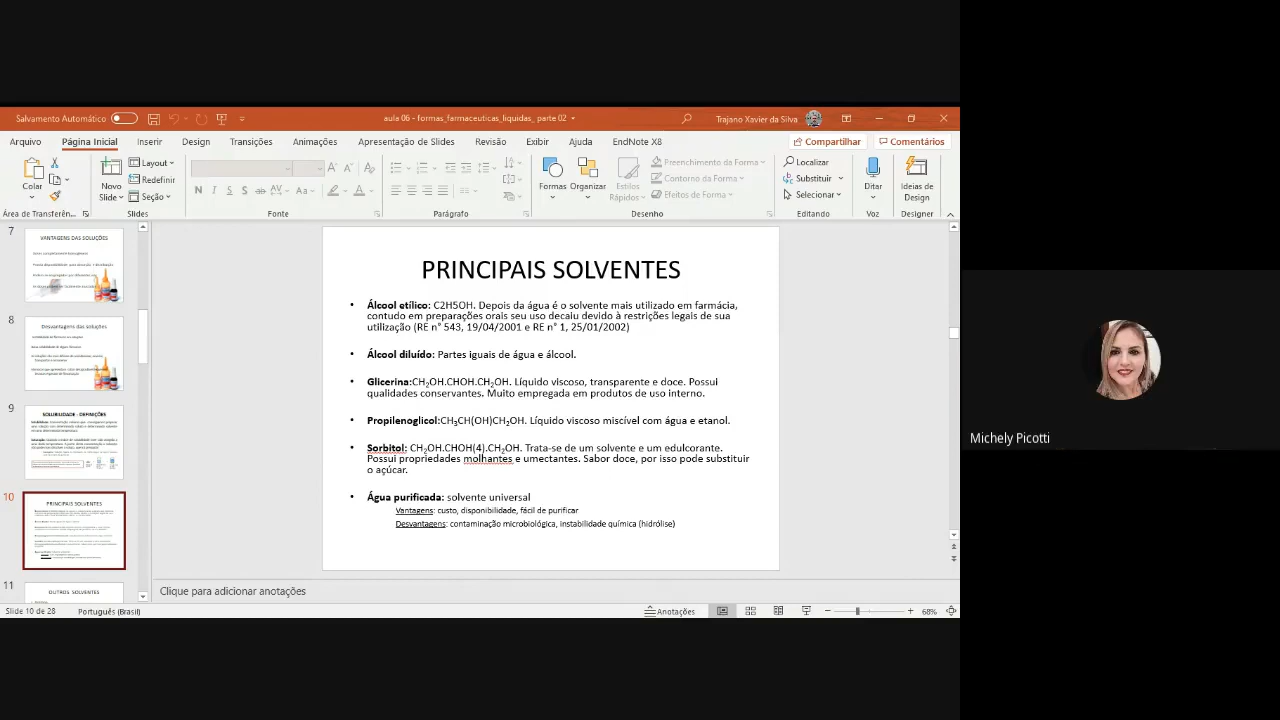 Salvamento Automático
aula 06 - formas_farmaceuticas_liquidas_ parte 02
Trajano Xavier da Silva
Arquivo Página Inicial Inserir Design Transições Animações Apresentação de Slides Revisão Exibir Ajuda EndNote X8 Compartilhar Comentários
Colar Novo Slide Layout Redefinir Seção
N I S S ab AV Aa A
Formas Organizar Estilos Rápidos Preenchimento da Forma Contorno da Forma Efeitos de Forma
Localizar Substituir Selecionar Ditar Ideias de Design
Área de Transferên... Slides Fonte Parágrafo Desenho Editando Voz Designer
7
VANTAGENS DAS SOLUÇÕES
8
Desvantagens das soluções
9
SOLUBILIDADE - DEFINIÇÕES
10
PRINCIPAIS SOLVENTES
11
OUTROS SOLVENTES
PRINCIPAIS SOLVENTES
• Álcool etílico: C2H5OH. Depois da água é o solvente mais utilizado em farmácia,
contudo em preparações orais seu uso decaiu devido à restrições legais de sua
utilização (RE n° 543, 19/04/2001 e RE n° 1, 25/01/2002)
• Álcool diluído: Partes iguais de água e álcool.
• Glicerina:CH2OH.CHOH.CH2OH. Líquido viscoso, transparente e doce. Possui
qualidades conservantes. Muito empregada em produtos de uso interno.
• Propilenoglicol:CH3CH(OH)CH2OH. Líquido viscoso miscível com água e etanol.
• Sorbitol: CH2OH.CHOH(4).CH2OH. Trata-se de um solvente e um edulcorante.
Possui propriedades molhantes e umectantes. Sabor doce, por isso pode substituir
o açúcar.
• Água purificada: solvente universal
Vantagens: custo, disponibilidade, fácil de purificar
Desvantagens: contaminação microbiológica, instabilidade química (hidrólise)
Clique para adicionar anotações
Slide 10 de 28 Português (Brasil) Anotações 68%
Michely Picotti